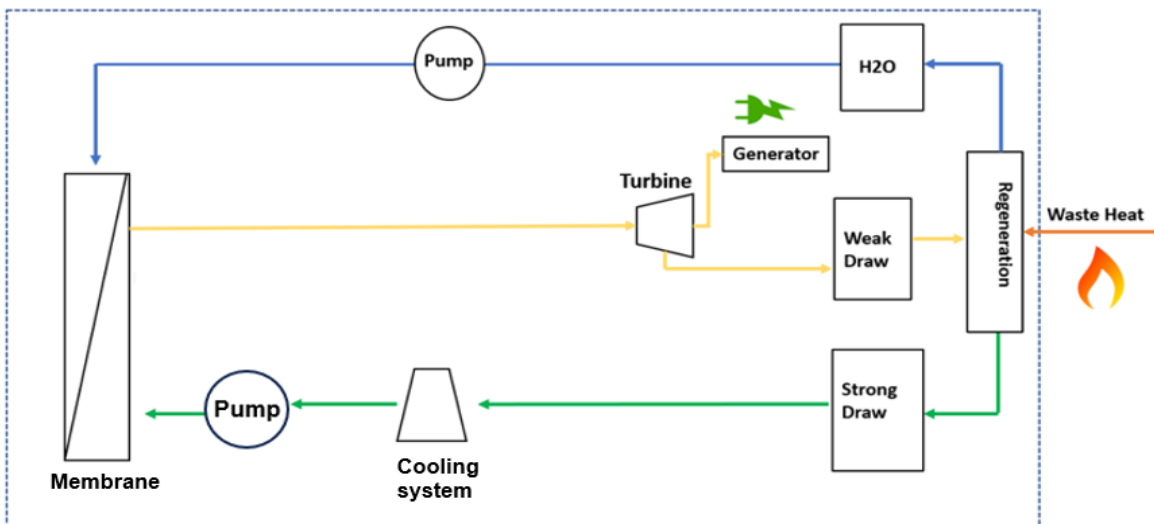 Pump
H2O
Generator
Turbine
Regeneration
Waste Heat
Weak
Draw
Strong
Draw
Pump
Cooling
system
Membrane